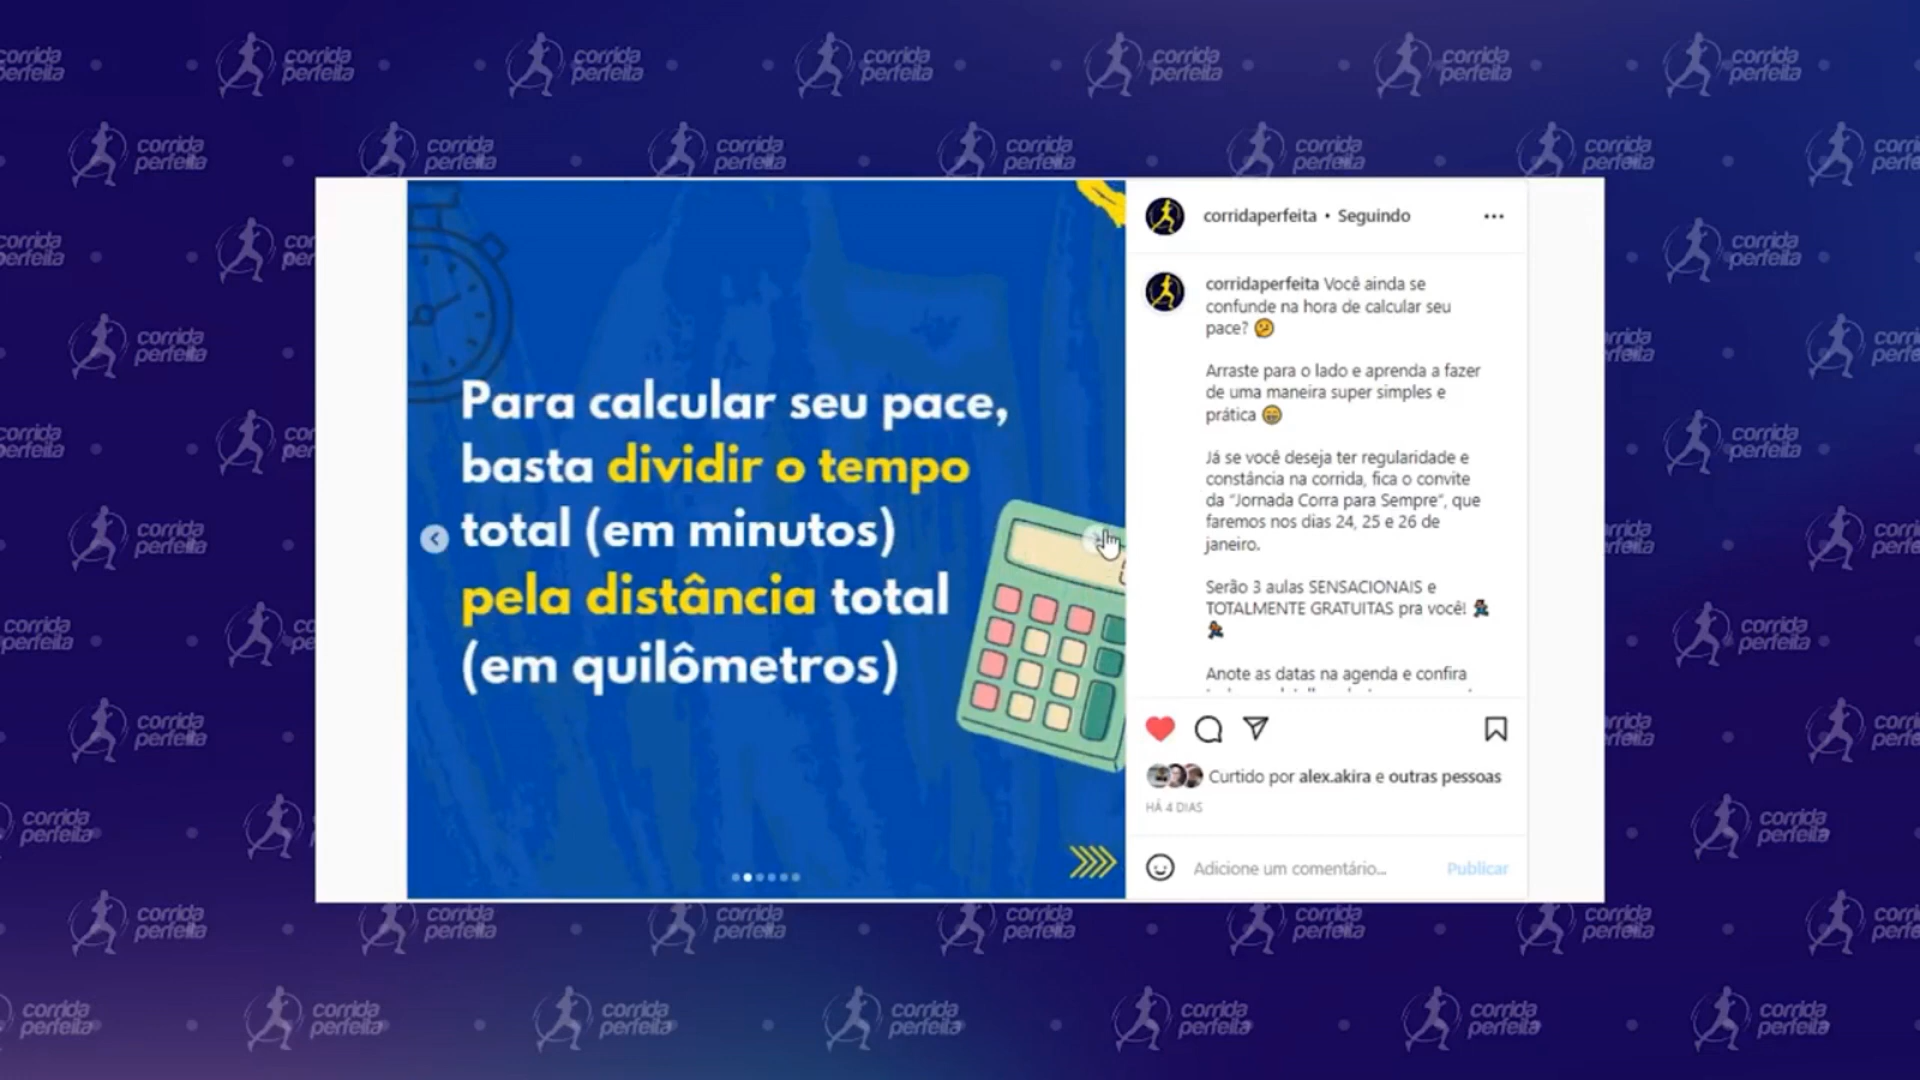 Para calcular seu pace,
basta dividir o tempo
total (em minutos)
pela distância total
(em quilômetros)
corridaperfeita • Seguindo
corridaperfeita Você ainda se
confunde na hora de calcular seu
pace? 🫤
Arraste para o lado e aprenda a fazer
de uma maneira super simples e
prática 😁
Já se você deseja ter regularidade e
constância na corrida, fica o convite
da "Jornada Corra para Sempre", que
faremos nos dias 24, 25 e 26 de
janeiro.
Serão 3 aulas SENSACIONAIS e
TOTALMENTE GRATUITAS pra você! 🏃
🏃
Anote as datas na agenda e confira
Curtido por alex.akira e outras pessoas
HÁ 4 DIAS
Adicione um comentário...
Publicar
corrida
perfeita